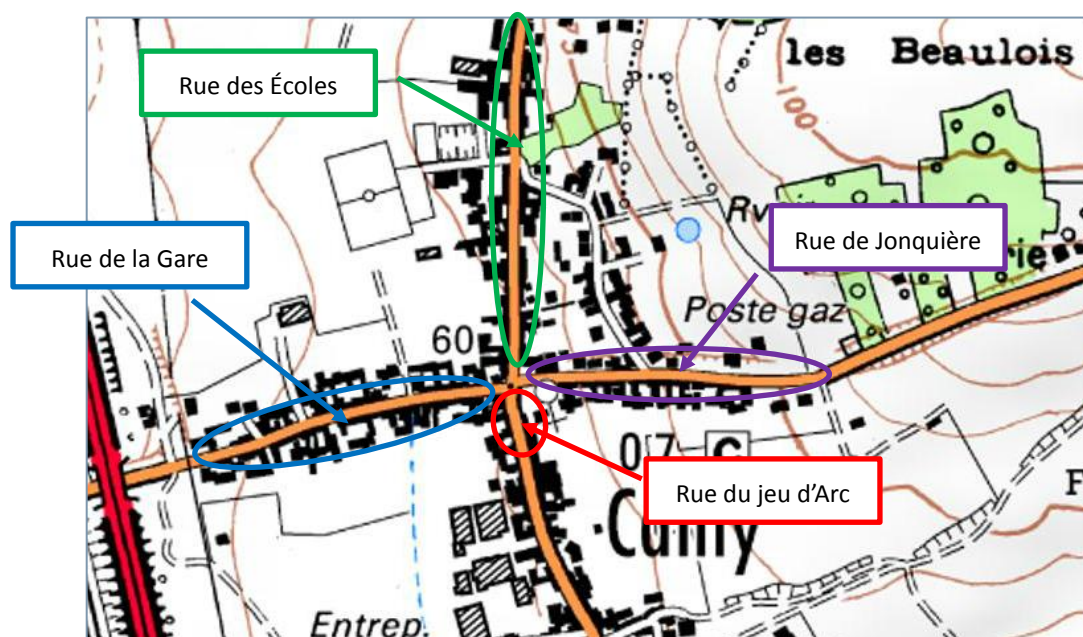 les Beaulois
Rue des Écoles
100
Rue de la Gare
Rue de Jonquière
Poste gaz
60
Rue du jeu d’Arc
Entrep.